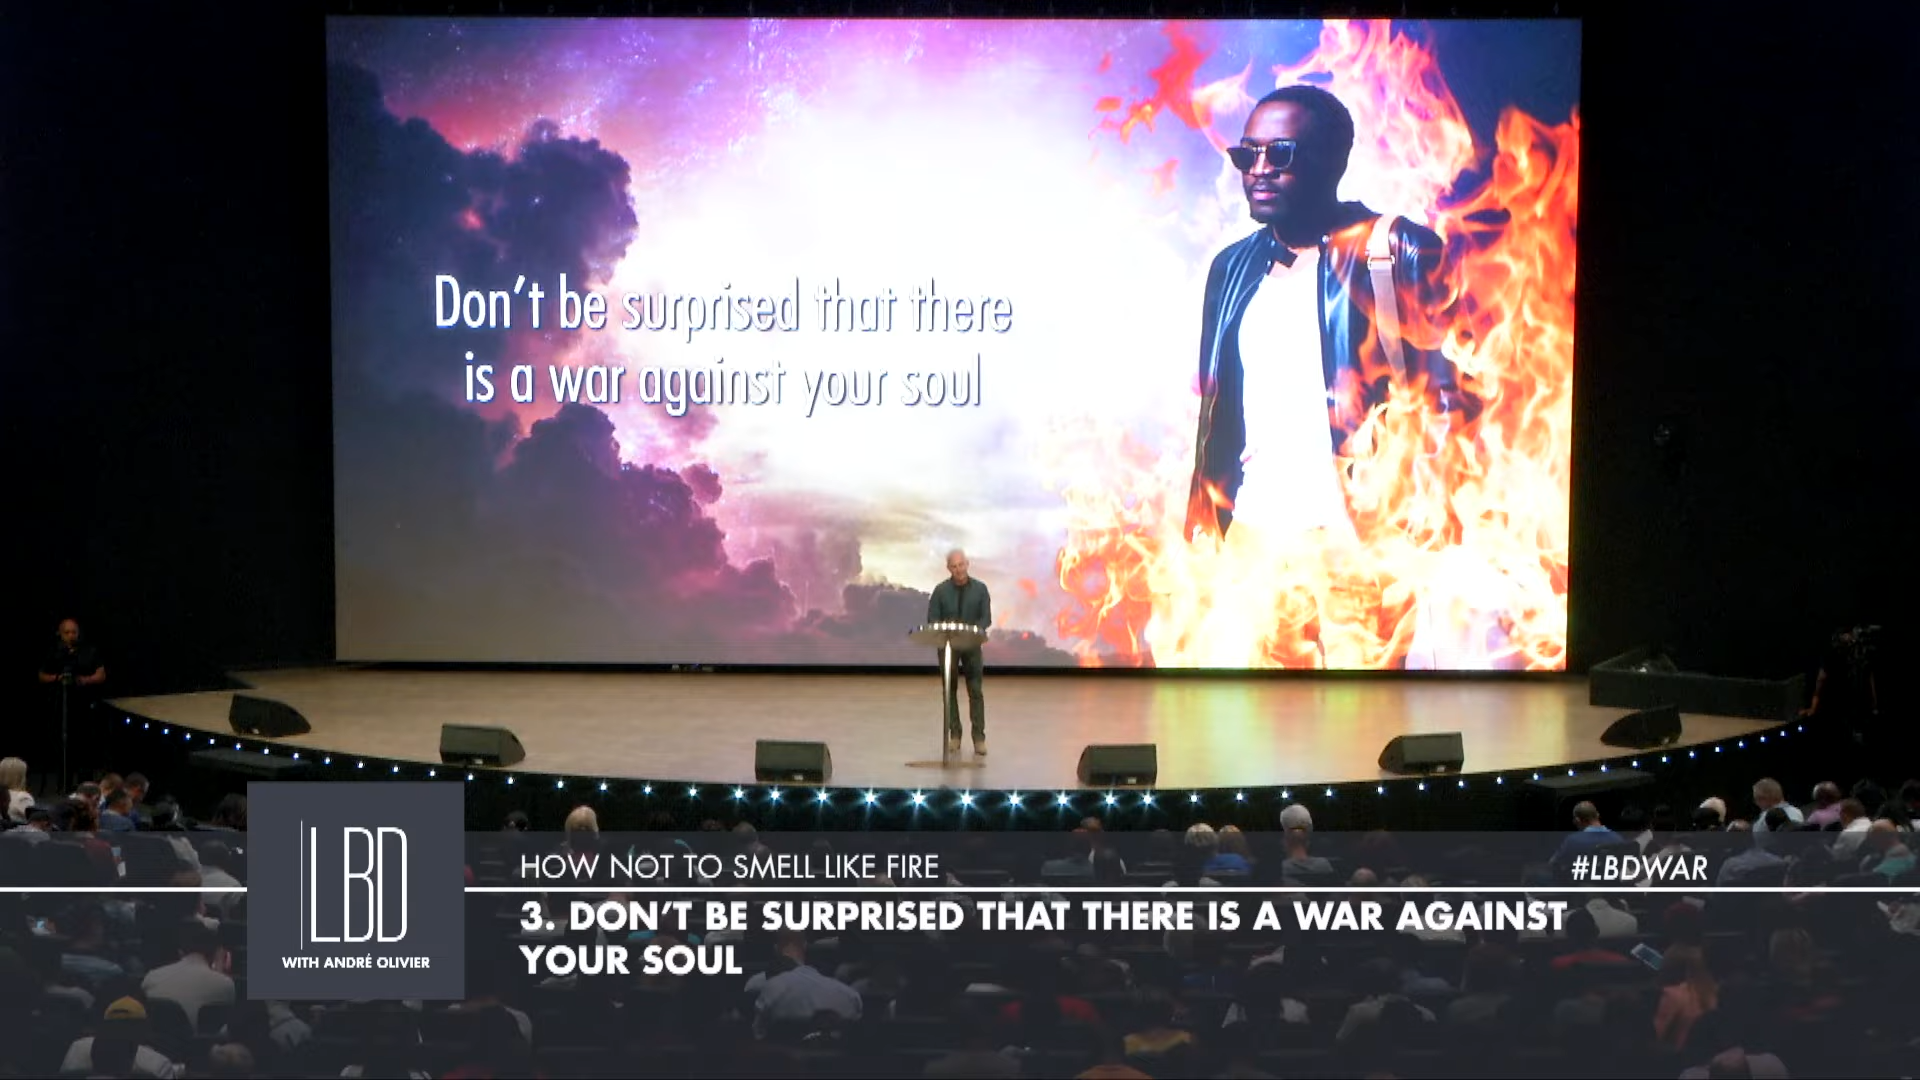 Don't be surprised that there
is a war against your soul
LBD
WITH ANDRÉ OLIVIER
HOW NOT TO SMELL LIKE FIRE
#LBDWAR
3. DON'T BE SURPRISED THAT THERE IS A WAR AGAINST
YOUR SOUL